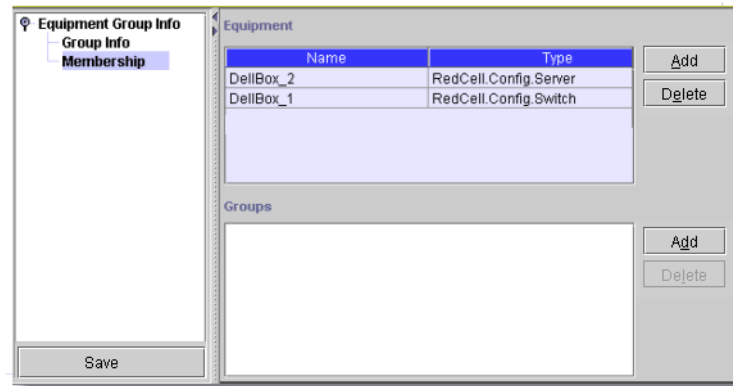 Equipment Group Info
Group Info
Membership
Save
Equipment
Name Type
DellBox_2 RedCell.Config.Server
DellBox_1 RedCell.Config.Switch
Add
Delete
Groups
Add
Delete